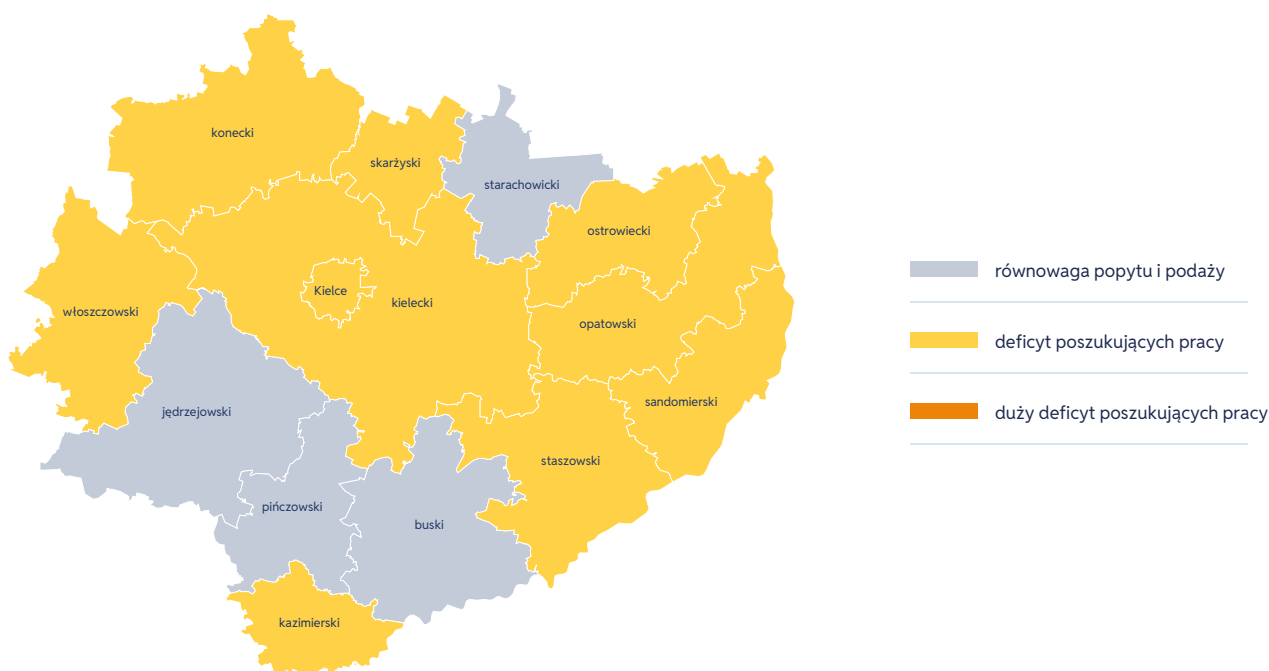 konecki
skarżyski
starachowicki
ostrowiecki
Kielce
kielecki
włoszczowski
opatowski
jędrzejowski
sandomierski
staszowski
pińczowski
buski
kazimierski
równowaga popytu i podaży
deficyt poszukujących pracy
duży deficyt poszukujących pracy